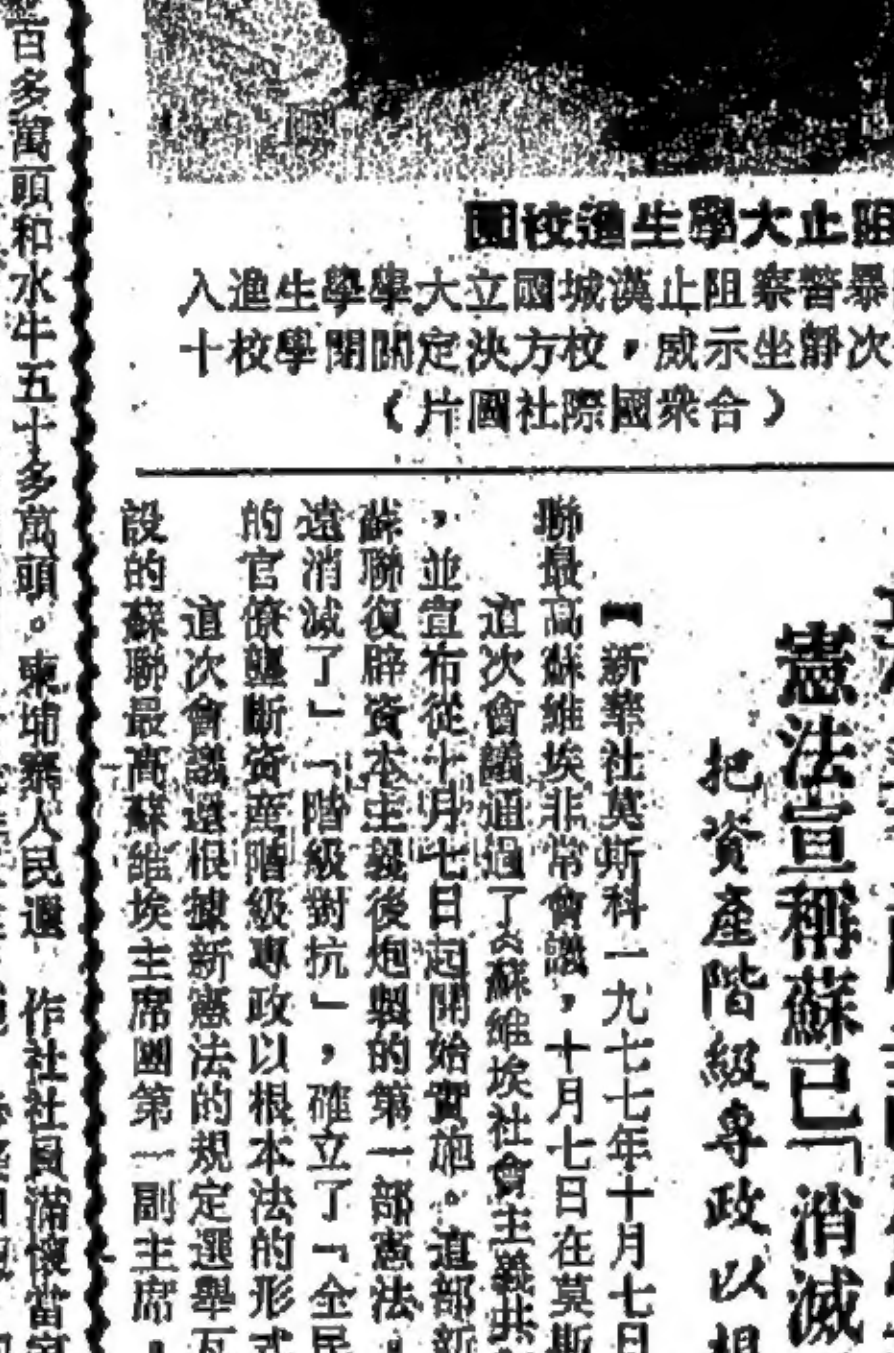 阻止大學生進校園
暴警察阻止漢城國立大學學生進入
次靜坐示威，校方決定關閉學校十
（合衆國際社圖片）
憲法宣稱蘇已「消滅
把資產階級專政以根
【新華社莫斯科一九七七年十月七日
聯最高蘇維埃非常會議，十月七日在莫斯
這次會議通過了《蘇維埃社會主義共
，並宣布從十月七日起開始實施。這部新
蘇聯復辟資本主義後炮製的第一部憲法，
遠消滅了」「階級對抗」，確立了「全民
的官僚壟斷資產階級專政以根本法的形式
這次會議還根據新憲法的規定選舉瓦
設的蘇聯最高蘇維埃主席團第一副主席，
百多萬頭和水牛五十多萬頭。柬埔寨人民還 作社社員滿懷當家